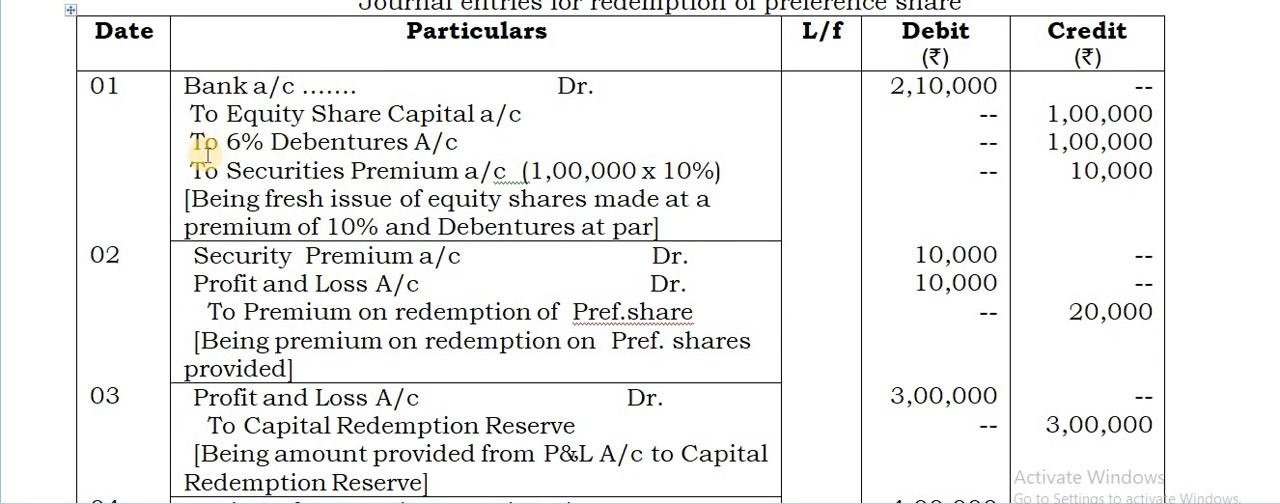 Journal entries for redemption of preference share
Date Particulars L/f Debit Credit
(₹) (₹)
01 Bank a/c ....... Dr. 2,10,000 --
To Equity Share Capital a/c -- 1,00,000
To 6% Debentures A/c -- 1,00,000
To Securities Premium a/c (1,00,000 x 10%) -- 10,000
[Being fresh issue of equity shares made at a
premium of 10% and Debentures at par]
02 Security Premium a/c Dr. 10,000 --
Profit and Loss A/c Dr. 10,000 --
To Premium on redemption of Pref.share -- 20,000
[Being premium on redemption on Pref. shares
provided]
03 Profit and Loss A/c Dr. 3,00,000 --
To Capital Redemption Reserve -- 3,00,000
[Being amount provided from P&L A/c to Capital
Redemption Reserve]
Activate Windows
Go to Settings to activate Windows.